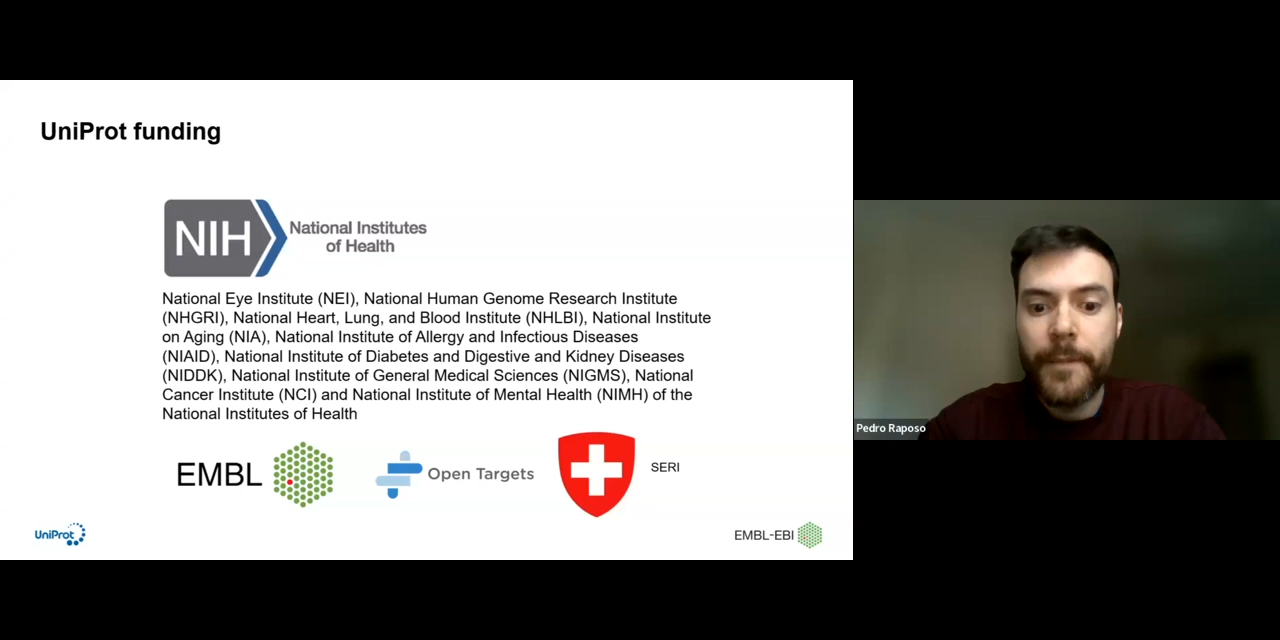 UniProt funding
NIH
National Institutes
of Health
National Eye Institute (NEI), National Human Genome Research Institute
(NHGRI), National Heart, Lung, and Blood Institute (NHLBI), National Institute
on Aging (NIA), National Institute of Allergy and Infectious Diseases
(NIAID), National Institute of Diabetes and Digestive and Kidney Diseases
(NIDDK), National Institute of General Medical Sciences (NIGMS), National
Cancer Institute (NCI) and National Institute of Mental Health (NIMH) of the
National Institutes of Health
EMBL
Open Targets
SERI
UniProt
EMBL-EBI
Pedro Raposo